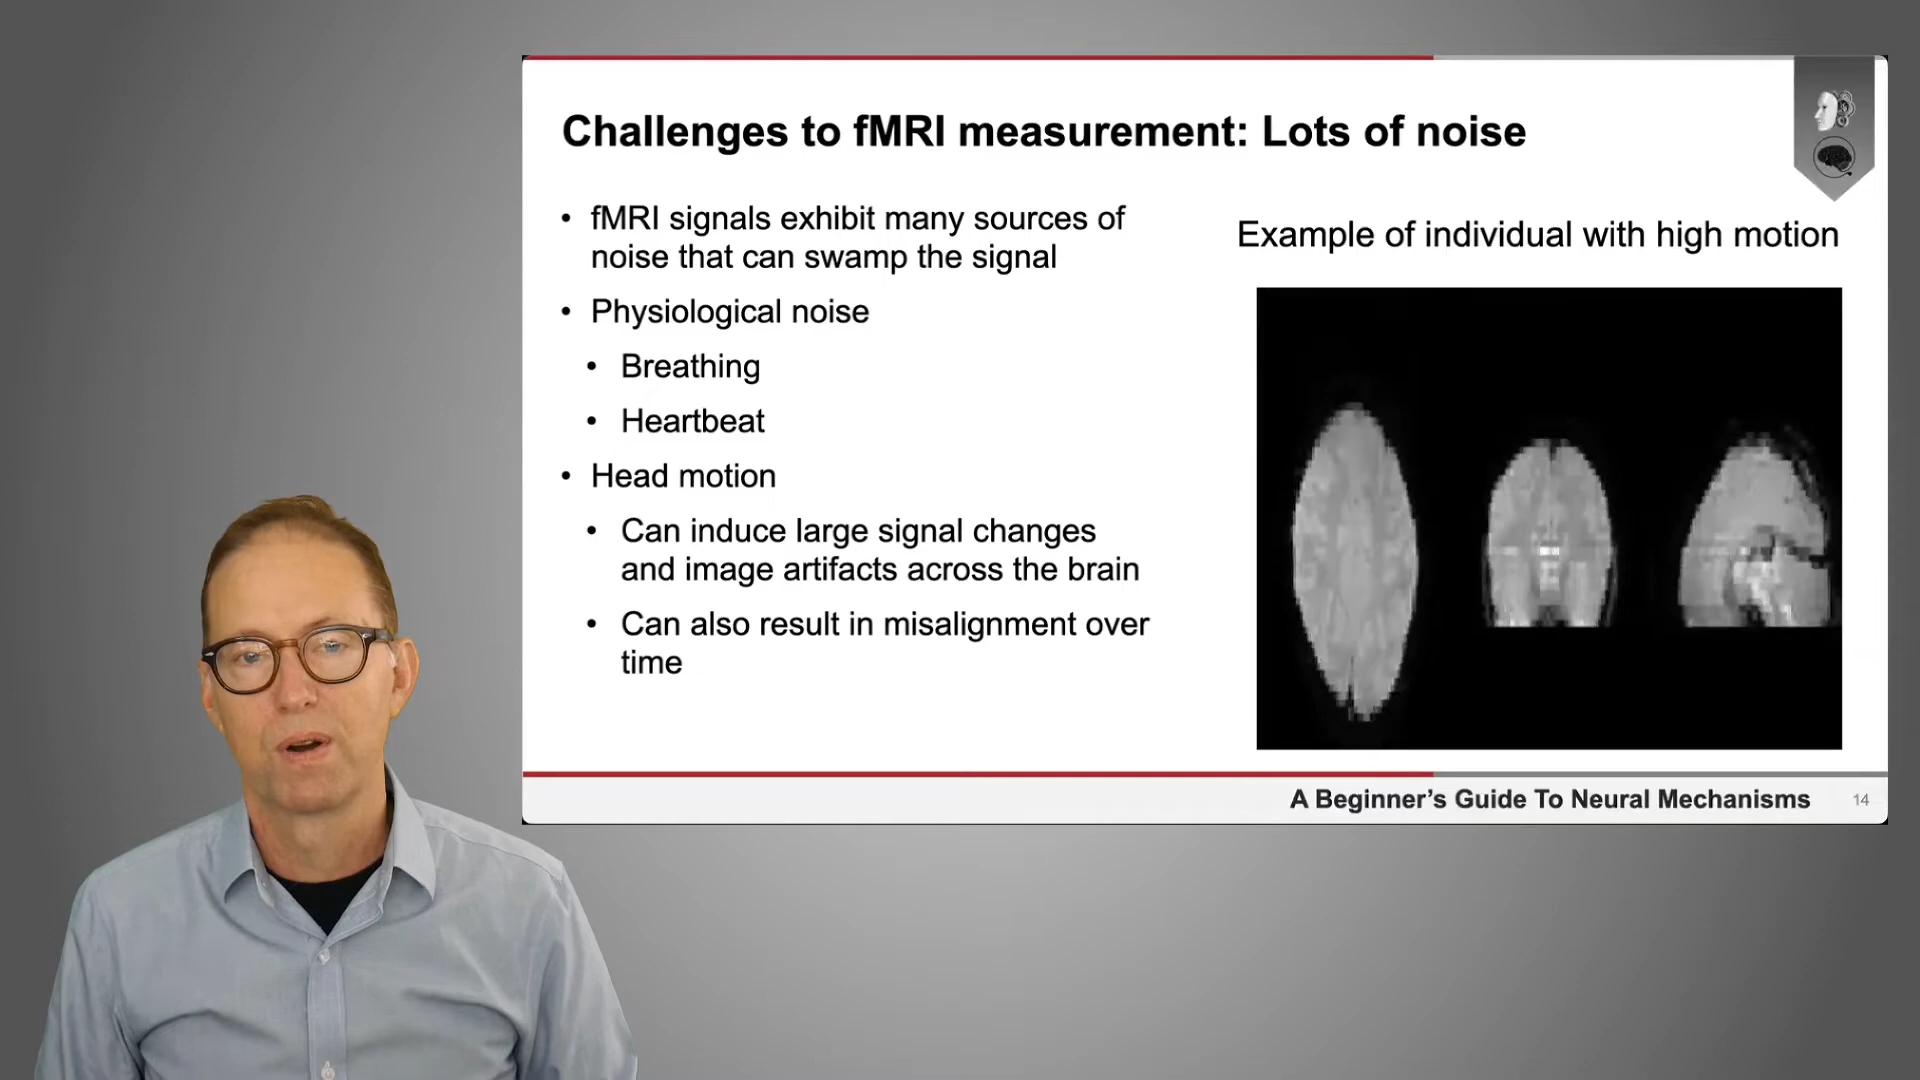 Challenges to fMRI measurement: Lots of noise
• fMRI signals exhibit many sources of
noise that can swamp the signal
• Physiological noise
• Breathing
• Heartbeat
• Head motion
• Can induce large signal changes
and image artifacts across the brain
• Can also result in misalignment over
time
Example of individual with high motion
A Beginner’s Guide To Neural Mechanisms
14